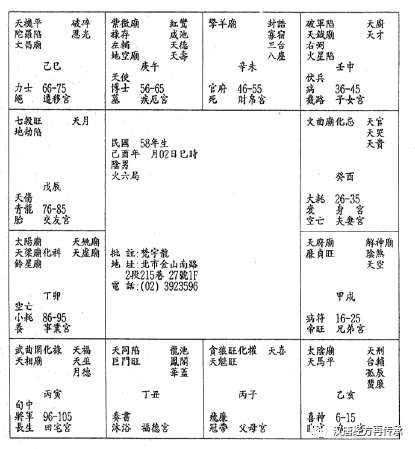 天機平 破碎
陀羅陷 恩光
文昌廟
己巳
力士 66-75
絕 遷移宮
紫微廟 紅鸞
祿存 咸池
左輔 天德
地空廟 天壽
庚午
天使
博士 56-65
墓 疾厄宮
擎羊廟 封誥
寡宿
三台
八座
辛未
官府 46-55
死 財帛宮
破軍陷 天廚
天鉞廟 天才
右弼
火星陷
壬申
伏兵
病 36-45
截路 子女宮
七殺旺 天月
地劫陷
戊辰
天傷
青龍 76-85
胎 交友宮
民國 58年生
己酉年 月02日巳時
陰男
火六局
批 註:梵宇龍
地 址:北市金山南路
2段215巷 27號1F
電 話:(02) 3923596
文曲廟化忌 天官
天哭
天貴
癸酉
大耗 26-35
衰 身 宮
空亡 夫妻宮
太陽廟 天姚廟
天梁廟化科 天虛廟
鈴星廟
丁卯
空亡
小耗 86-95
養 事業宮
天府廟 解神廟
廉貞旺 陰煞
天空
甲戌
病符 16-25
帝旺 兄弟宮
武曲閑化祿 天福
天相廟 天巫
月德
丙寅
旬中
將軍 96-105
長生 田宅宮
天同陷 龍池
巨門旺 鳳閣
華蓋
丁丑
奏書
沐浴 福德宮
貪狼旺化權 天喜
天魁旺
丙子
飛廉
冠帶 父母宮
太陰廟 天刑
天馬平 台輔
孤辰
蜚廉
乙亥
喜神 6-15
汉唐经方再传承